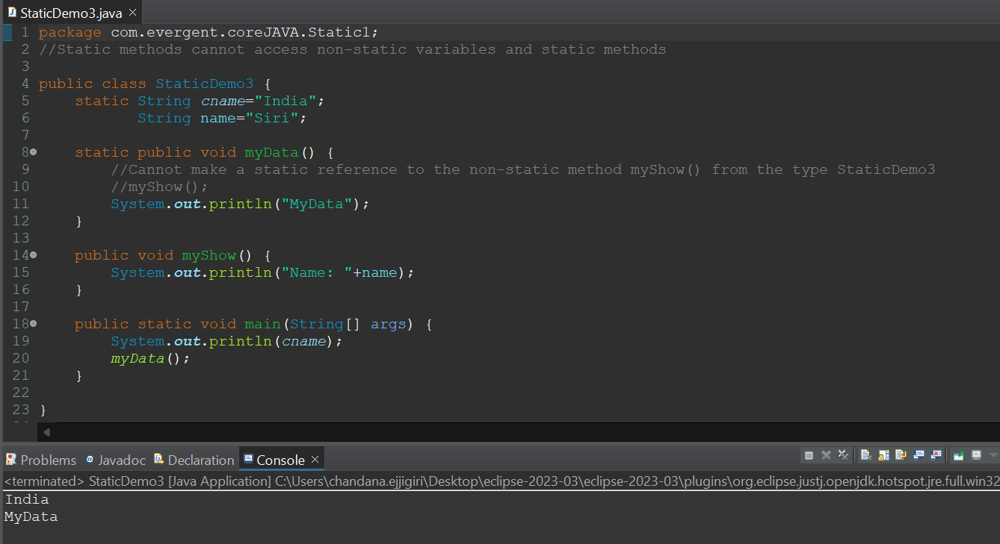 StaticDemo3.java
1 package com.evergent.coreJAVA.Static1;
2 //Static methods cannot access non-static variables and static methods
3
4 public class StaticDemo3 {
5     static String cname="India";
6            String name="Siri";
7
8     static public void myData() {
9         //Cannot make a static reference to the non-static method myShow() from the type StaticDemo3
10         //myShow();
11         System.out.println("MyData");
12     }
13
14     public void myShow() {
15         System.out.println("Name: "+name);
16     }
17
18     public static void main(String[] args) {
19         System.out.println(cname);
20         myData();
21     }
22
23 }
Problems @ Javadoc Declaration Console
<terminated> StaticDemo3 [Java Application] C:\Users\chandana.ejjigiri\Desktop\eclipse-2023-03\eclipse-2023-03\plugins\org.eclipse.justj.openjdk.hotspot.jre.full.win32
India
MyData